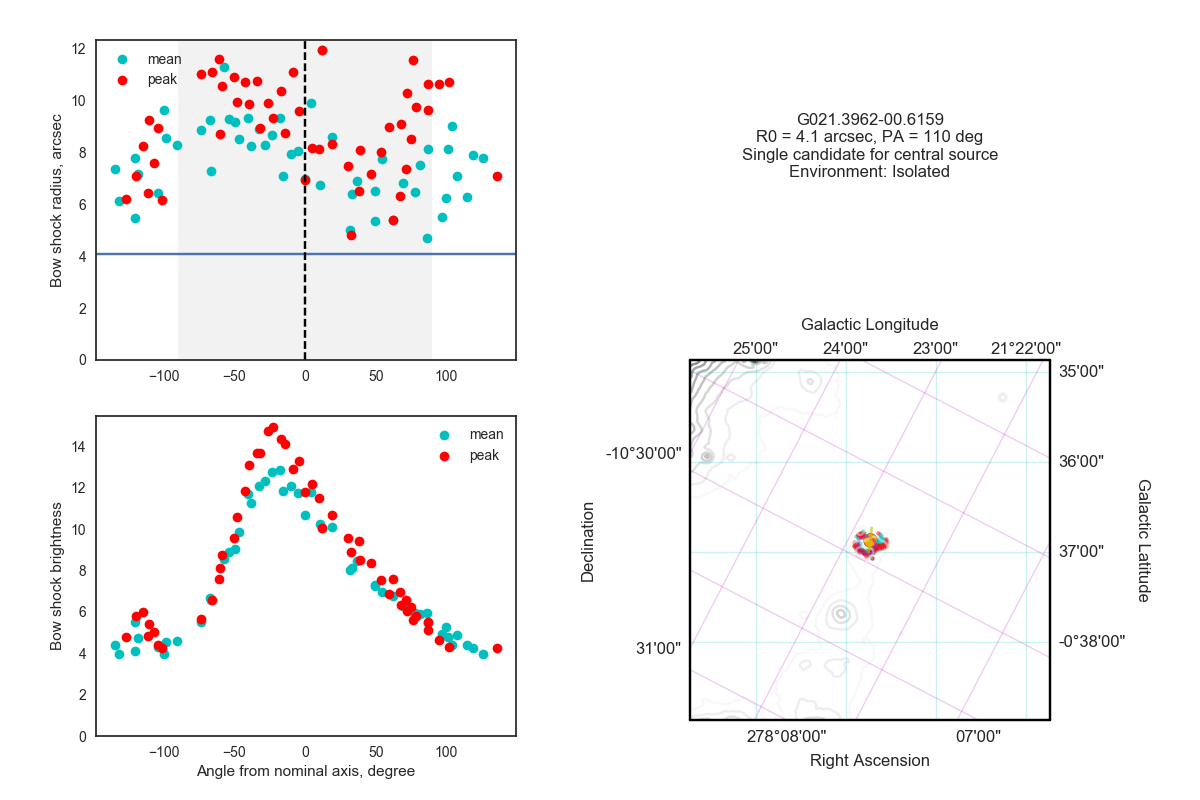 12
10
8
6
4
2
0
Bow shock radius, arcsec
mean
peak
−100
−50
0
50
100
G021.3962-00.6159
R0 = 4.1 arcsec, PA = 110 deg
Single candidate for central source
Environment: Isolated
14
12
10
8
6
4
2
0
Bow shock brightness
mean
peak
−100
−50
0
50
100
Angle from nominal axis, degree
Galactic Longitude
25'00"
24'00"
23'00"
21°22'00"
35'00"
36'00"
37'00"
-0°38'00"
Galactic Latitude
-10°30'00"
31'00"
Declination
278°08'00"
07'00"
Right Ascension